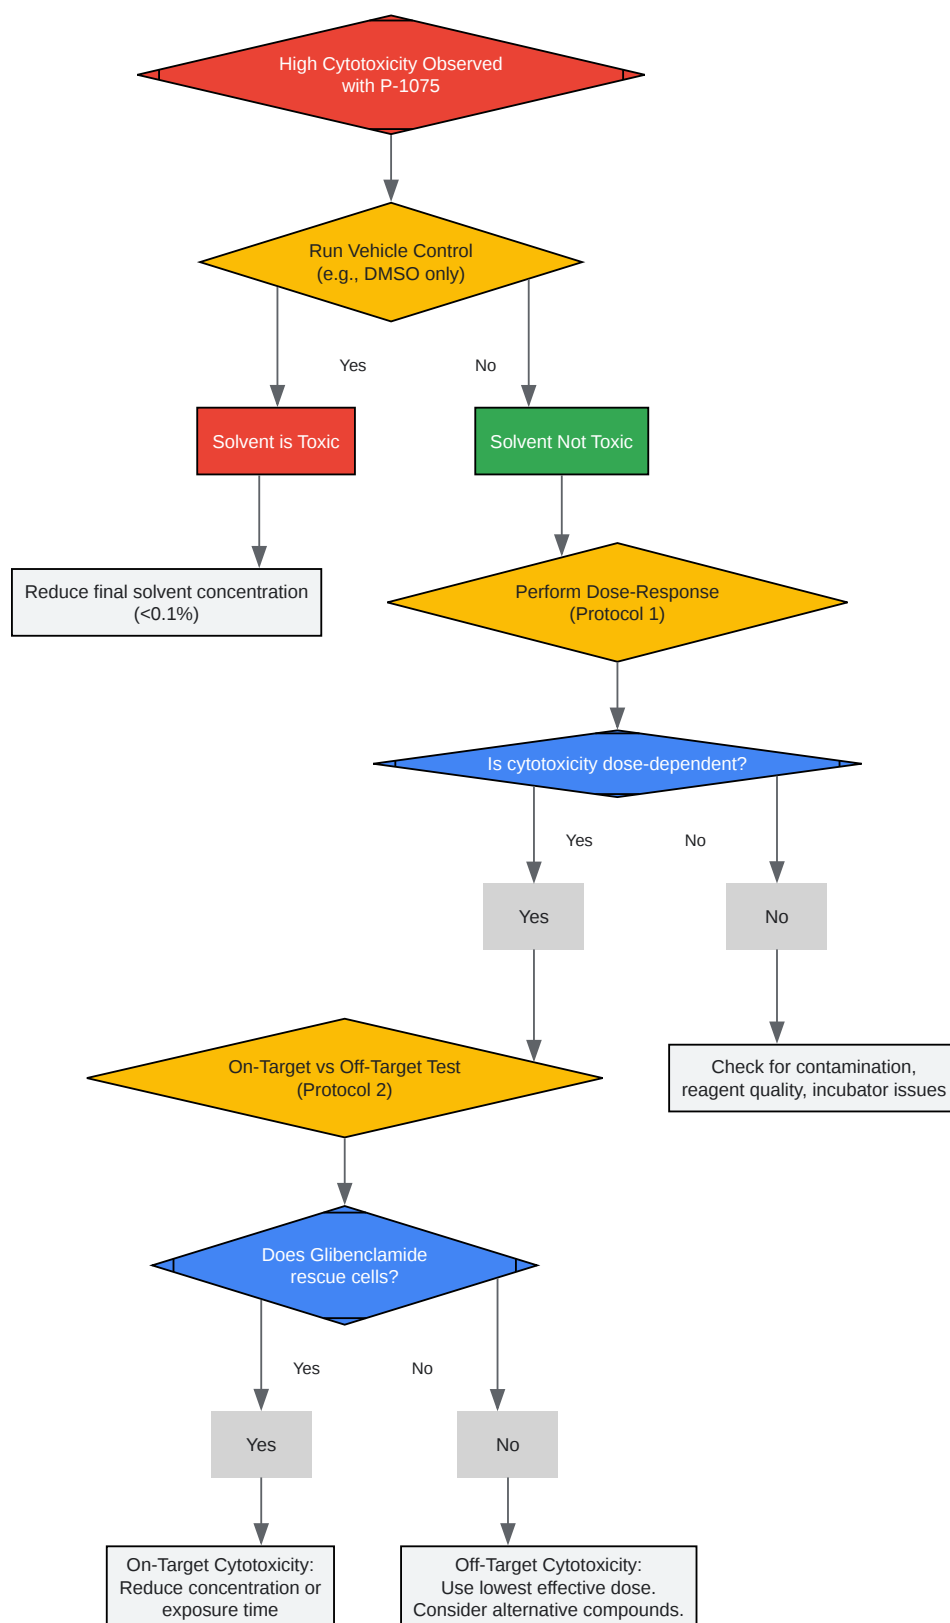 High Cytotoxicity Observed
with P-1075
Run Vehicle Control
(e.g., DMSO only)
Yes
No
Solvent is Toxic
Solvent Not Toxic
Reduce final solvent concentration
(<0.1%)
Perform Dose-Response
(Protocol 1)
Is cytotoxicity dose-dependent?
Yes
No
Yes
No
On-Target vs Off-Target Test
(Protocol 2)
Check for contamination,
reagent quality, incubator issues
Does Glibenclamide
rescue cells?
Yes
No
Yes
No
On-Target Cytotoxicity:
Reduce concentration or
exposure time
Off-Target Cytotoxicity:
Use lowest effective dose.
Consider alternative compounds.